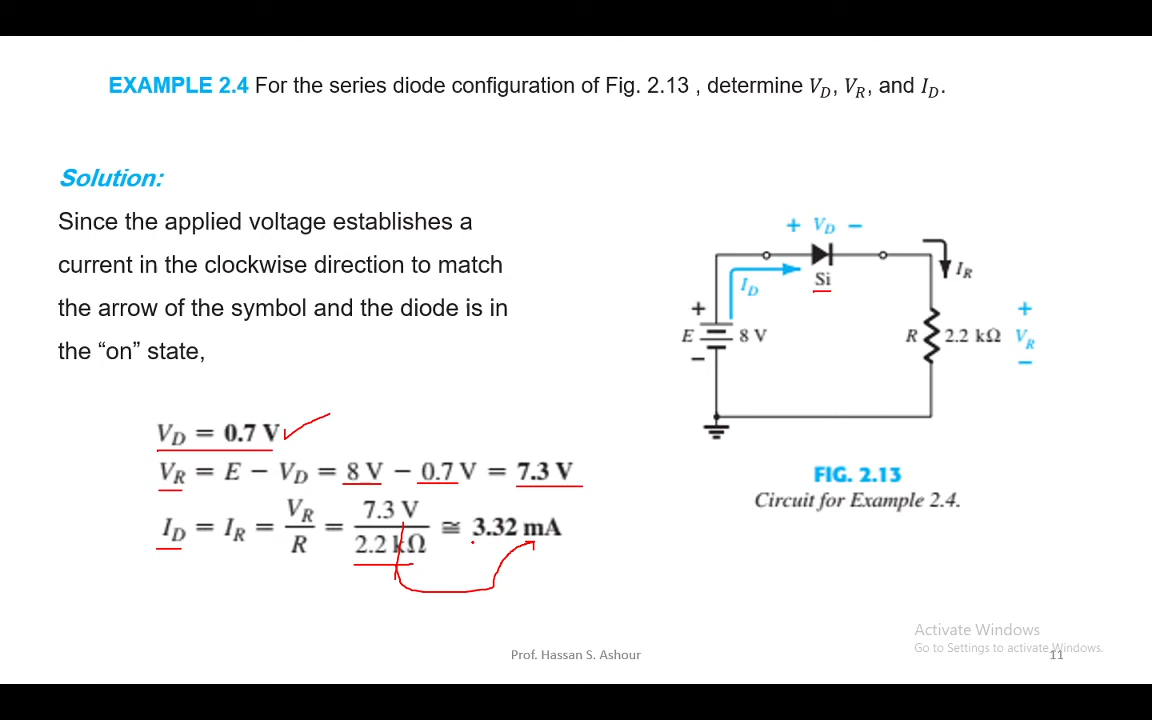 EXAMPLE 2.4 For the series diode configuration of Fig. 2.13 , determine V_D, V_R, and I_D.
Solution:
Since the applied voltage establishes a
current in the clockwise direction to match
the arrow of the symbol and the diode is in
the “on” state,
V_D = 0.7 V
V_R = E − V_D = 8 V − 0.7 V = 7.3 V
I_D = I_R = V_R / R = 7.3 V / 2.2 kΩ ≅ 3.32 mA
+ V_D −
I_D
Si
I_R
+
E
8 V
−
R
2.2 kΩ
+
V_R
−
FIG. 2.13
Circuit for Example 2.4.
Activate Windows
Go to Settings to activate Windows.
Prof. Hassan S. Ashour
11